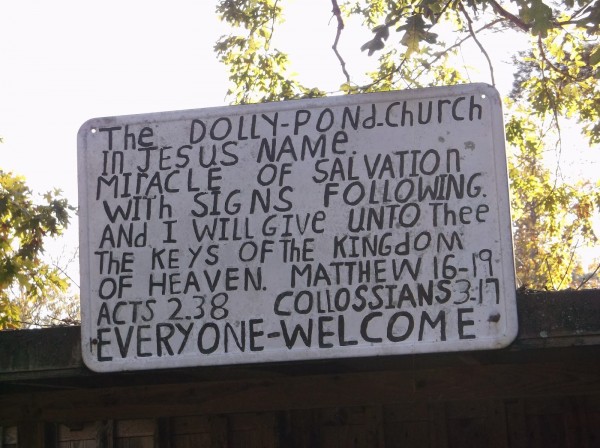 The DOLLY-POnd-Church
In JESUS NAME.
MIRACLE OF SALVATIOn
WITh SIGNS FOLLOWING.
AND I WILL GIVE UNTO Thee
THE KEYS OF THE KINGDOM
OF HEAVEN. MATTHEW 16-19
ACTS 2.38 COLLOSSIANS 3:17
EVERYONE-WELCOME